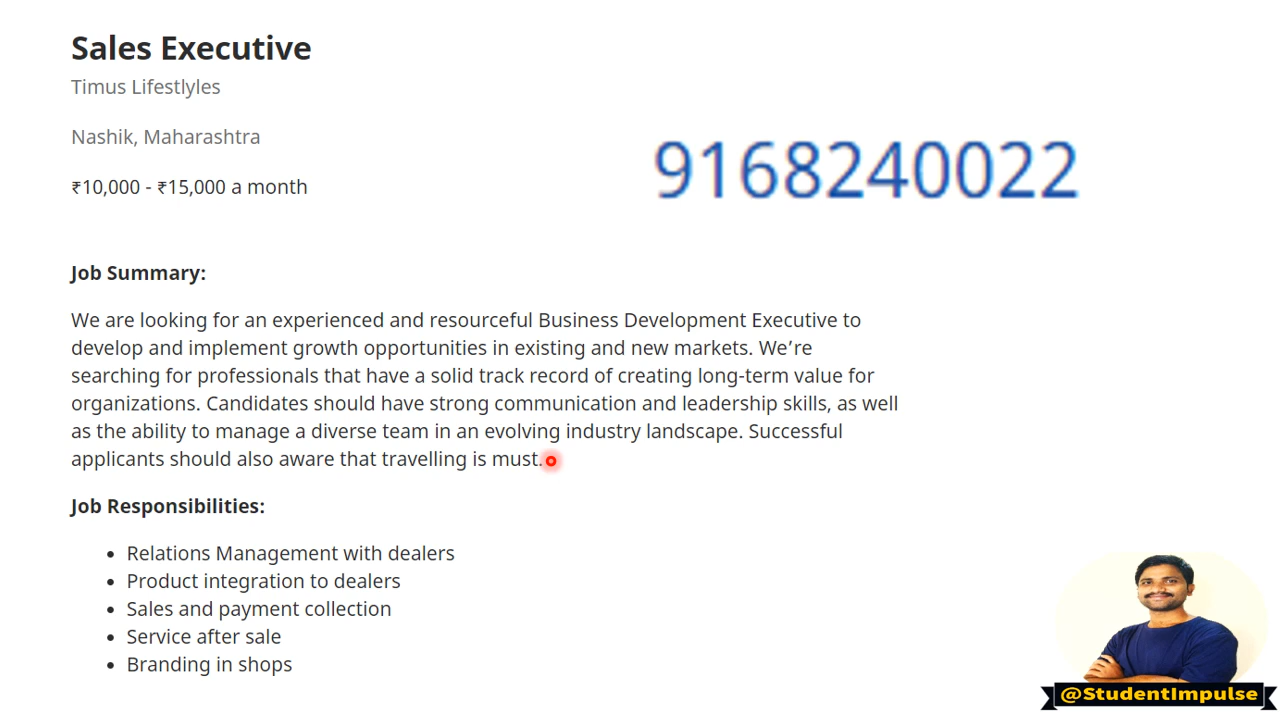 Sales Executive
Timus Lifestlyles
Nashik, Maharashtra
₹10,000 - ₹15,000 a month
9168240022
Job Summary:
We are looking for an experienced and resourceful Business Development Executive to
develop and implement growth opportunities in existing and new markets. We’re
searching for professionals that have a solid track record of creating long-term value for
organizations. Candidates should have strong communication and leadership skills, as well
as the ability to manage a diverse team in an evolving industry landscape. Successful
applicants should also aware that travelling is must.
Job Responsibilities:
• Relations Management with dealers
• Product integration to dealers
• Sales and payment collection
• Service after sale
• Branding in shops
@StudentImpulse